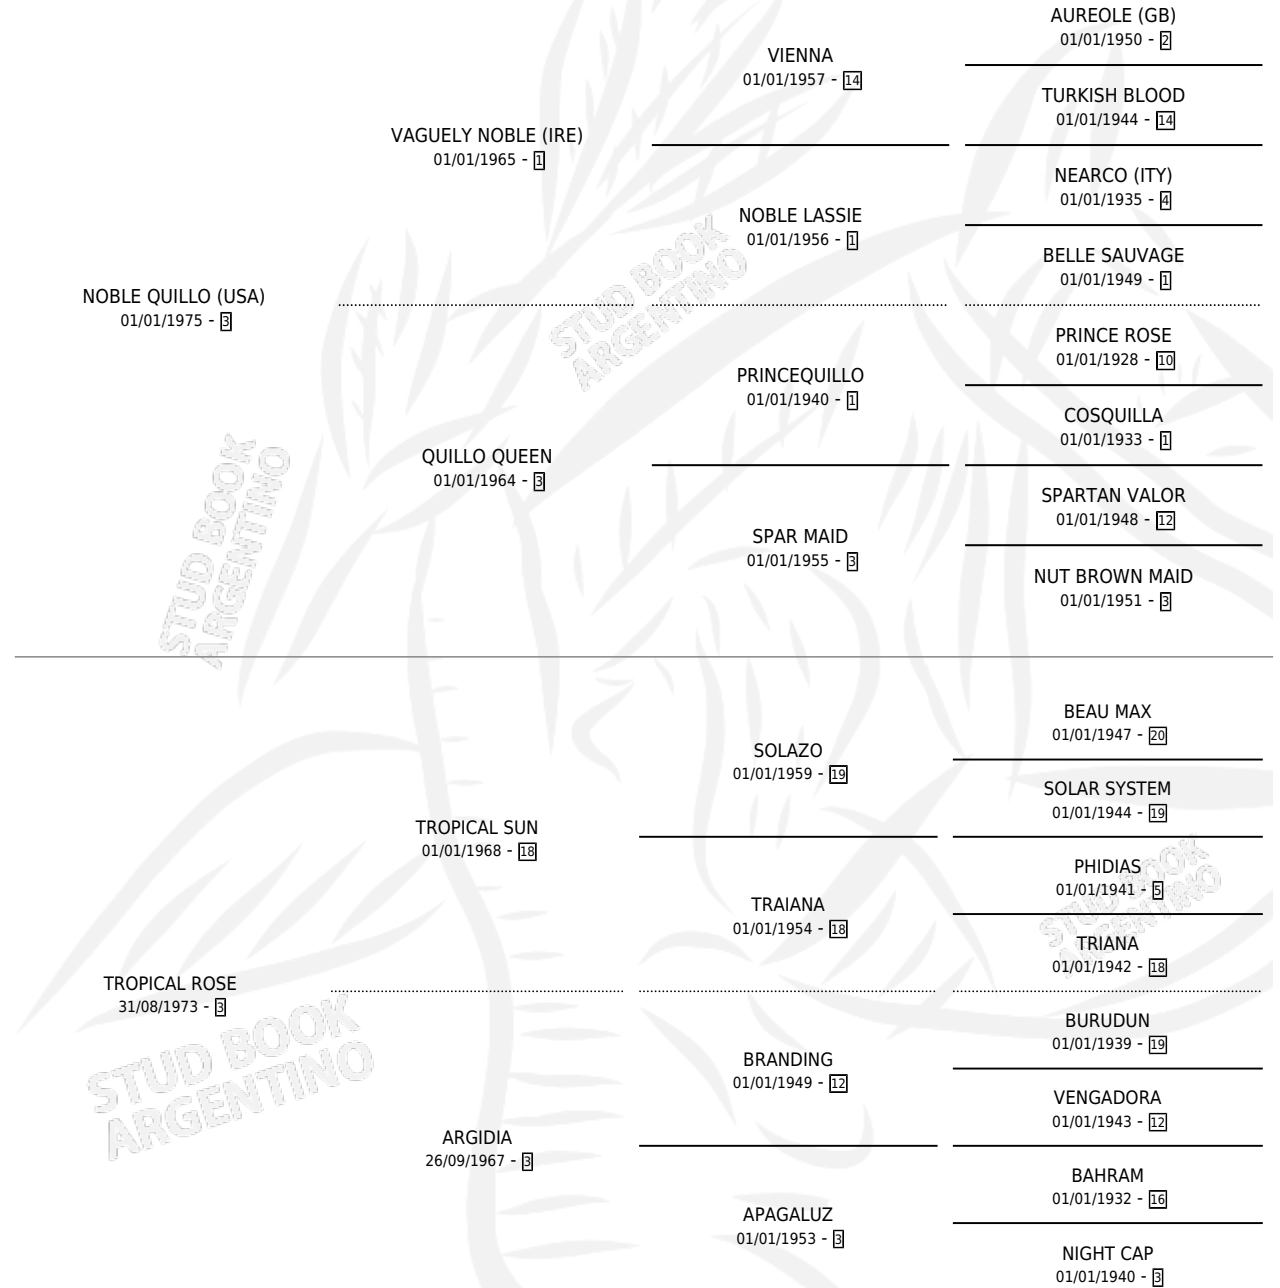 AUREOLE (GB)
01/01/1950 - 2
VIENNA
01/01/1957 - 14
TURKISH BLOOD
01/01/1944 - 14
VAGUELY NOBLE (IRE)
01/01/1965 - 1
NEARCO (ITY)
01/01/1935 - 4
NOBLE LASSIE
01/01/1956 - 1
BELLE SAUVAGE
01/01/1949 - 1
NOBLE QUILLO (USA)
01/01/1975 - 3
STUD BOOK
ARGENTINO
PRINCE ROSE
01/01/1928 - 10
PRINCEQUILLO
01/01/1940 - 1
COSQUILLA
01/01/1933 - 1
QUILLO QUEEN
01/01/1964 - 3
SPARTAN VALOR
01/01/1948 - 12
SPAR MAID
01/01/1955 - 3
NUT BROWN MAID
01/01/1951 - 3
STUD BOOK
ARGENTINO
BEAU MAX
01/01/1947 - 20
SOLAZO
01/01/1959 - 19
SOLAR SYSTEM
01/01/1944 - 19
TROPICAL SUN
01/01/1968 - 18
PHIDIAS
01/01/1941 - 5
TRAIANA
01/01/1954 - 18
STUD BOOK
ARGENTINO
TRIANA
01/01/1942 - 18
TROPICAL ROSE
31/08/1973 - 3
BURUDUN
01/01/1939 - 19
BRANDING
01/01/1949 - 12
STUD BOOK
ARGENTINO
VENGADORA
01/01/1943 - 12
ARGIDIA
26/09/1967 - 3
BAHRAM
01/01/1932 - 16
APAGALUZ
01/01/1953 - 3
NIGHT CAP
01/01/1940 - 3